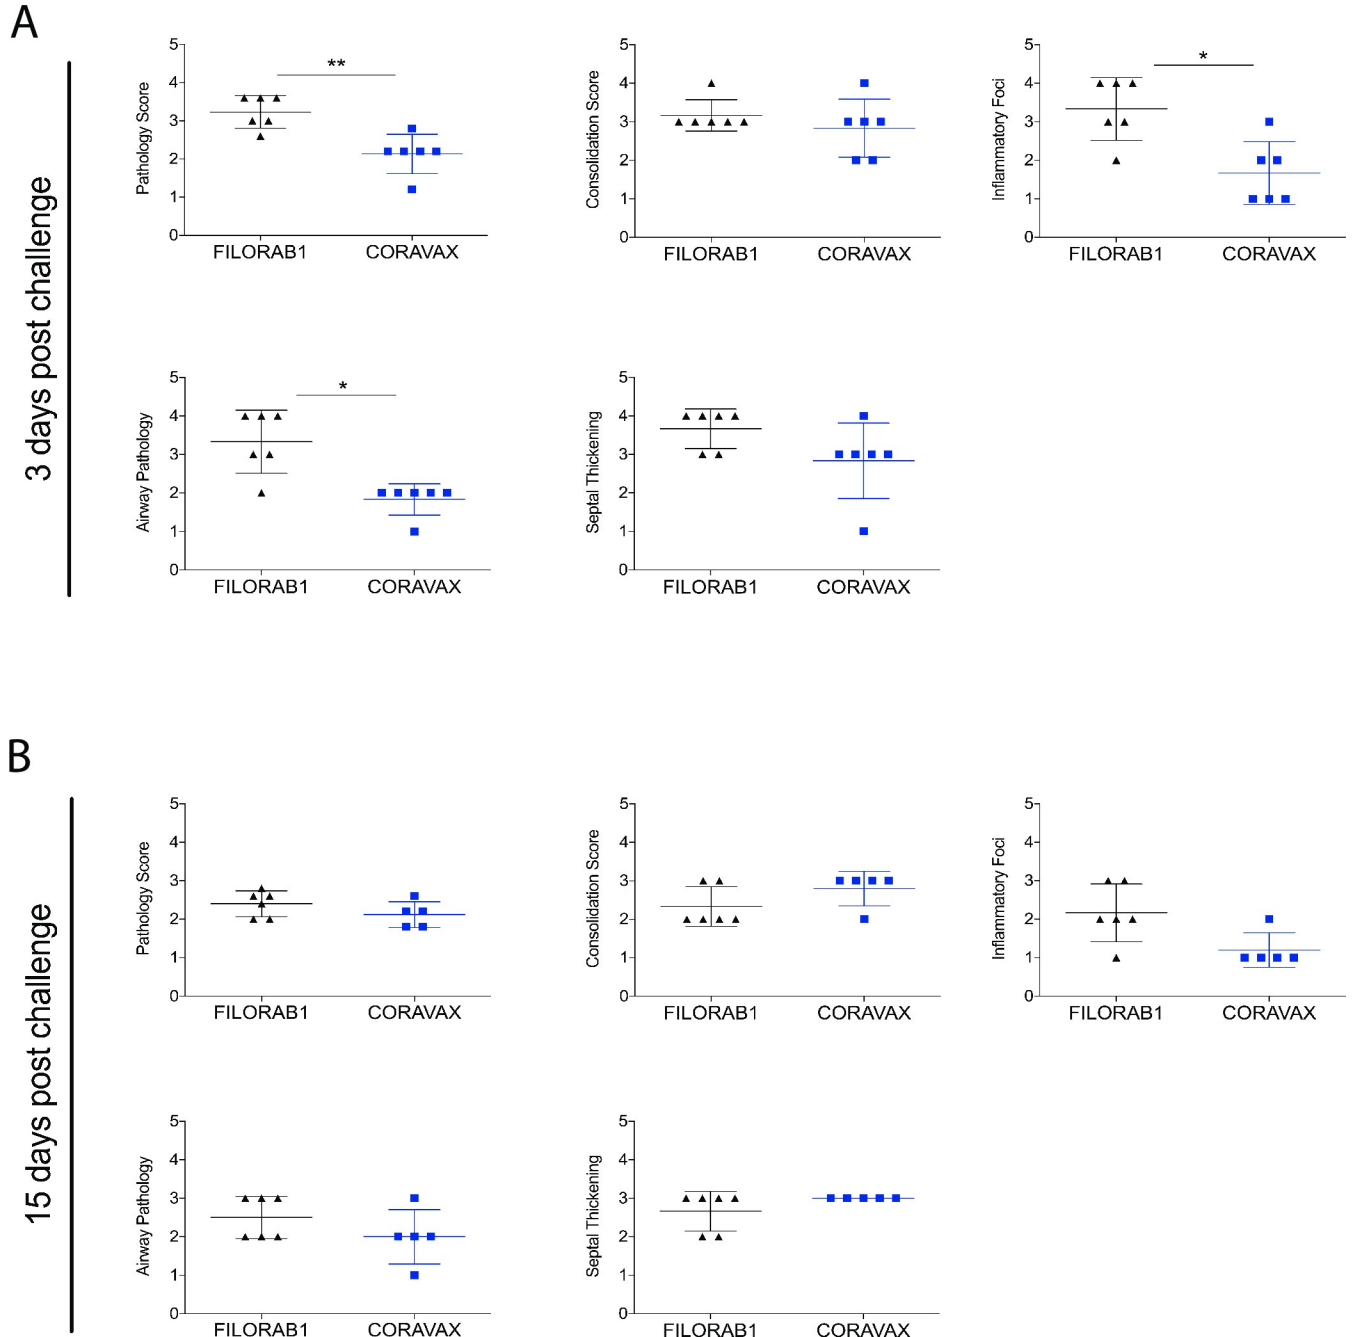 A
3 days post challenge
**
Pathology Score
5
4
3
2
1
0
FILORAB1 CORAVAX
Consolidation Score
5
4
3
2
1
0
FILORAB1 CORAVAX
*
Inflammatory Foci
5
4
3
2
1
0
FILORAB1 CORAVAX
*
Airway Pathology
5
4
3
2
1
0
FILORAB1 CORAVAX
Septal Thickening
5
4
3
2
1
0
FILORAB1 CORAVAX
B
15 days post challenge
Pathology Score
5
4
3
2
1
0
FILORAB1 CORAVAX
Consolidation Score
5
4
3
2
1
0
FILORAB1 CORAVAX
Inflammatory Foci
5
4
3
2
1
0
FILORAB1 CORAVAX
Airway Pathology
5
4
3
2
1
0
FILORAB1 CORAVAX
Septal Thickening
5
4
3
2
1
0
FILORAB1 CORAVAX